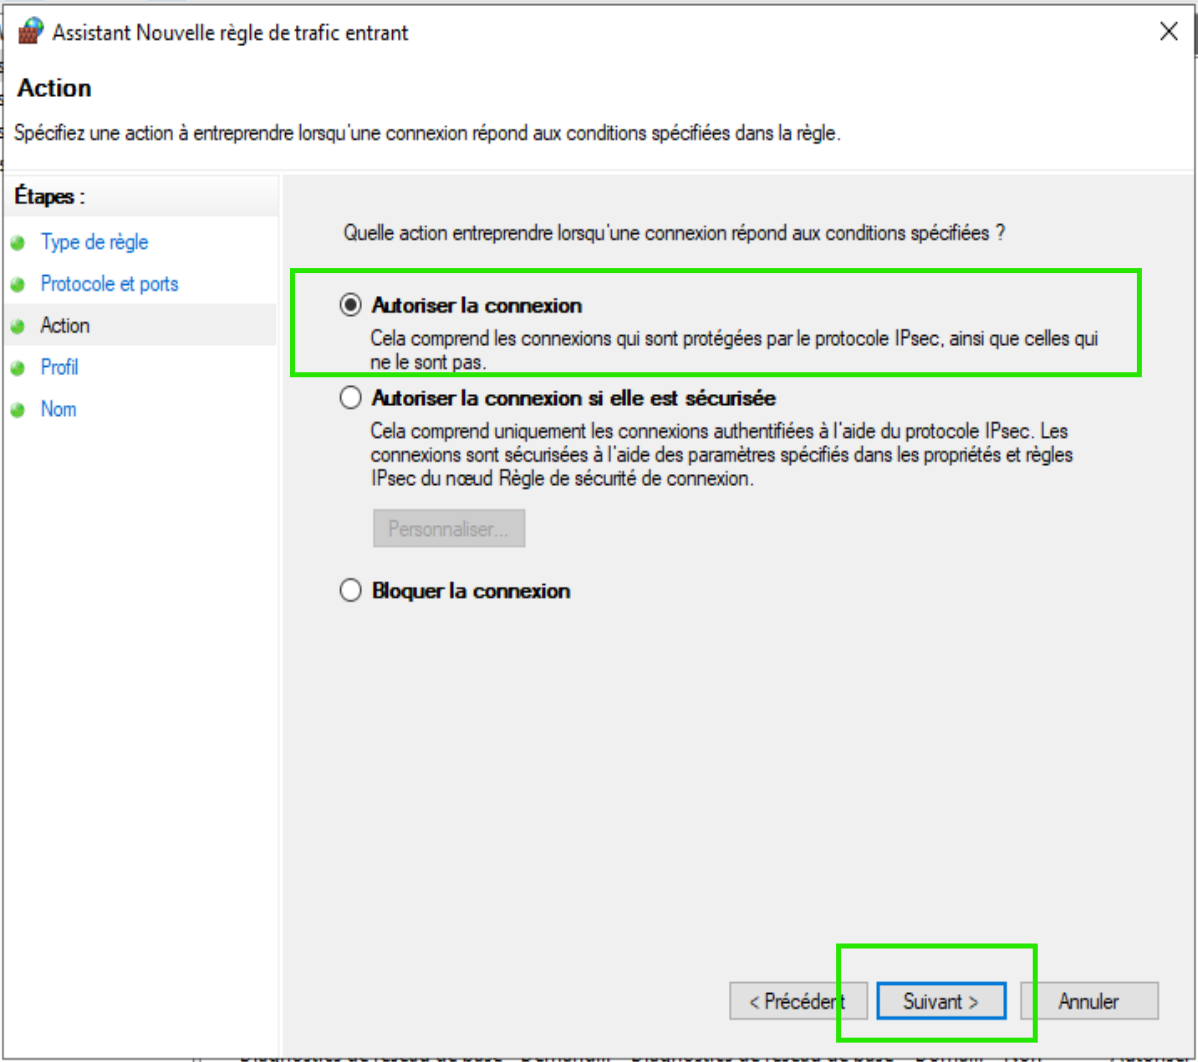 Assistant Nouvelle règle de trafic entrant
Action
Spécifiez une action à entreprendre lorsqu'une connexion répond aux conditions spécifiées dans la règle.
Étapes :
Type de règle
Protocole et ports
Action
Profil
Nom
Quelle action entreprendre lorsqu'une connexion répond aux conditions spécifiées ?
Autoriser la connexion
Cela comprend les connexions qui sont protégées par le protocole IPsec, ainsi que celles qui
ne le sont pas.
Autoriser la connexion si elle est sécurisée
Cela comprend uniquement les connexions authentifiées à l'aide du protocole IPsec. Les
connexions sont sécurisées à l'aide des paramètres spécifiés dans les propriétés et règles
IPsec du nœud Règle de sécurité de connexion.
Personnaliser...
Bloquer la connexion
< Précédent
Suivant >
Annuler